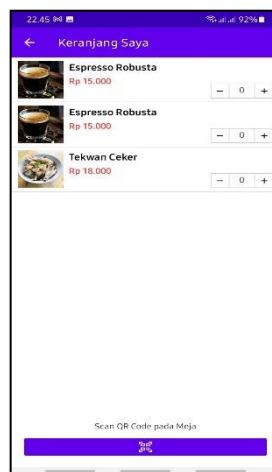 22.45
92%
← Keranjang Saya
Espresso Robusta
Rp 15.000
− 0 +
Espresso Robusta
Rp 15.000
− 0 +
Tekwan Ceker
Rp 18.000
− 0 +
Scan QR Code pada Meja